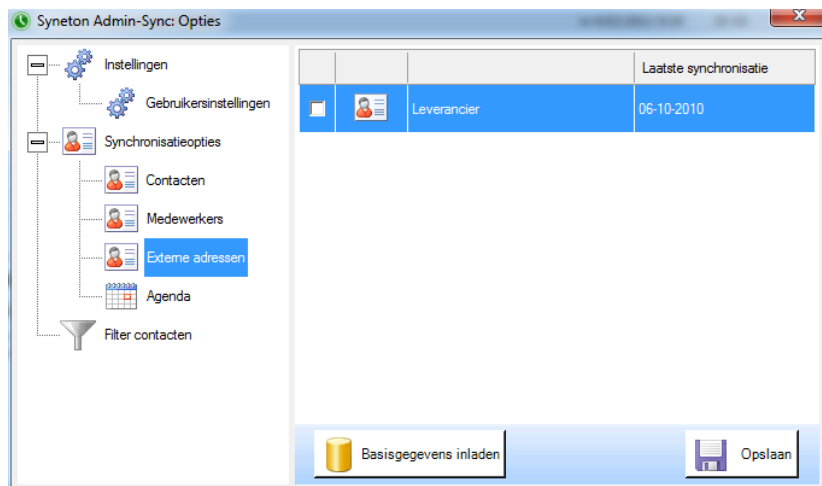 Syneton Admin-Sync: Opties
Instellingen
Gebruikersinstellingen
Synchronisatieopties
Contacten
Medewerkers
Externe adressen
Agenda
Filter contacten
Laatste synchronisatie
Leverancier 06-10-2010
Basisgegevens inladen
Opslaan